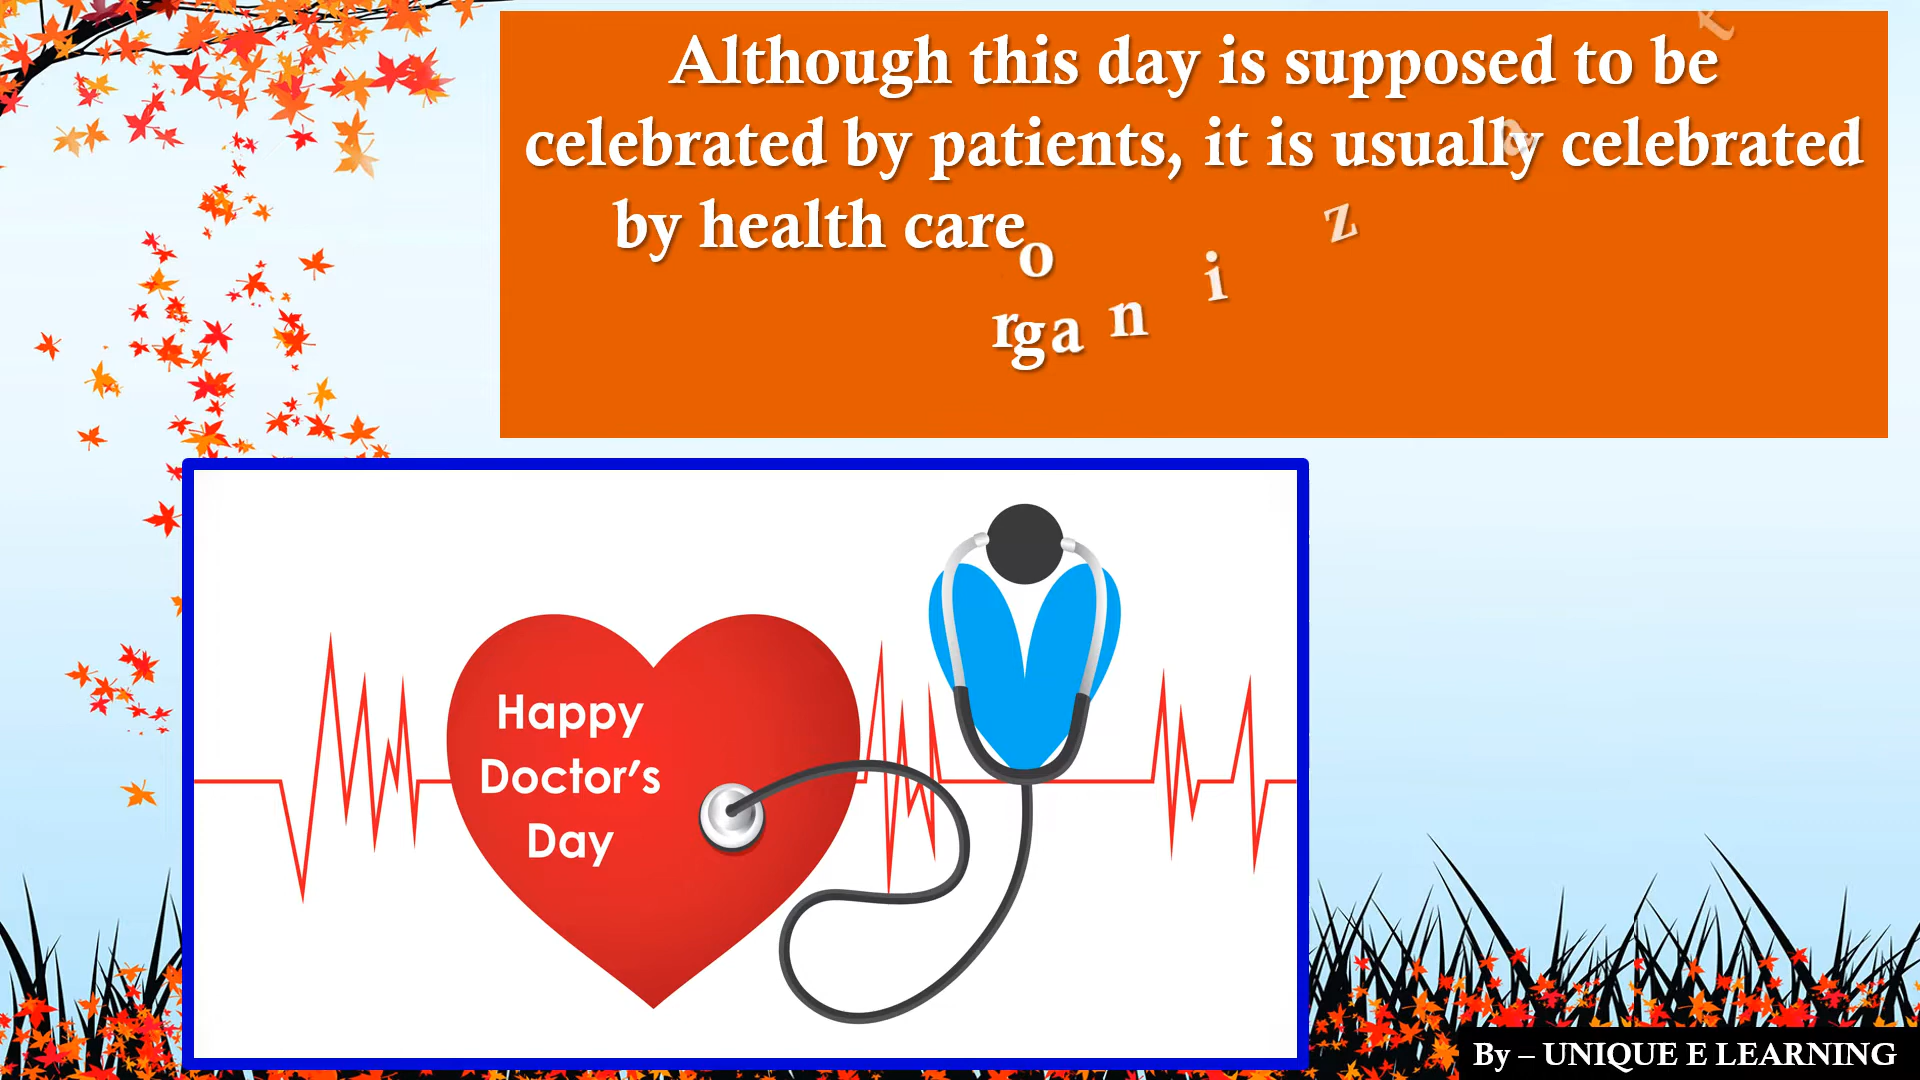 Although this day is supposed to be
celebrated by patients, it is usually celebrated
by health care organizat
Happy
Doctor's
Day
By – UNIQUE E LEARNING